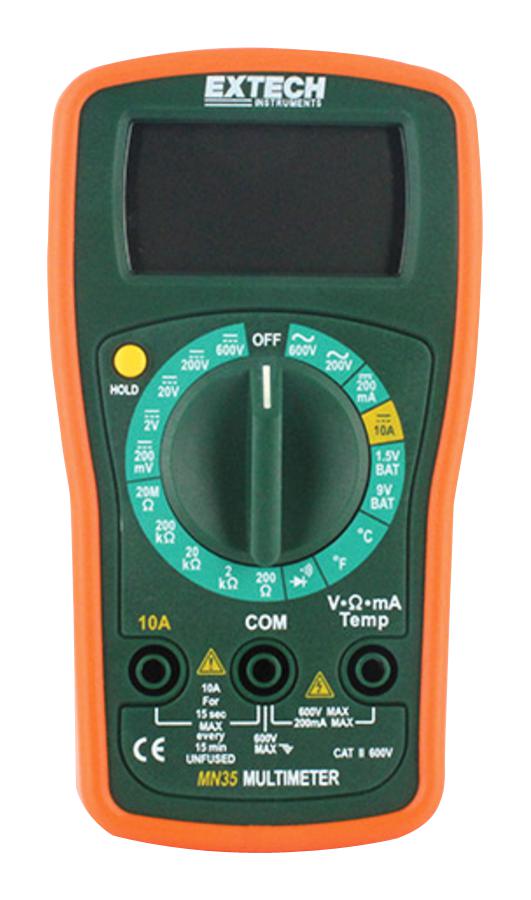 EXTECH
INSTRUMENTS
OFF
600V
200V
200
mA
10A
1.5V
BAT
9V
BAT
°C
°F
200
Ω
2
kΩ
20
kΩ
200
kΩ
20M
Ω
200
mV
2V
20V
200V
600V
HOLD
10A
COM
V•Ω•mA
Temp
10A
For
15 sec
MAX
every
15 min
UNFUSED
600V
MAX
600V MAX
200mA MAX
CE
CAT II 600V
MN35 MULTIMETER